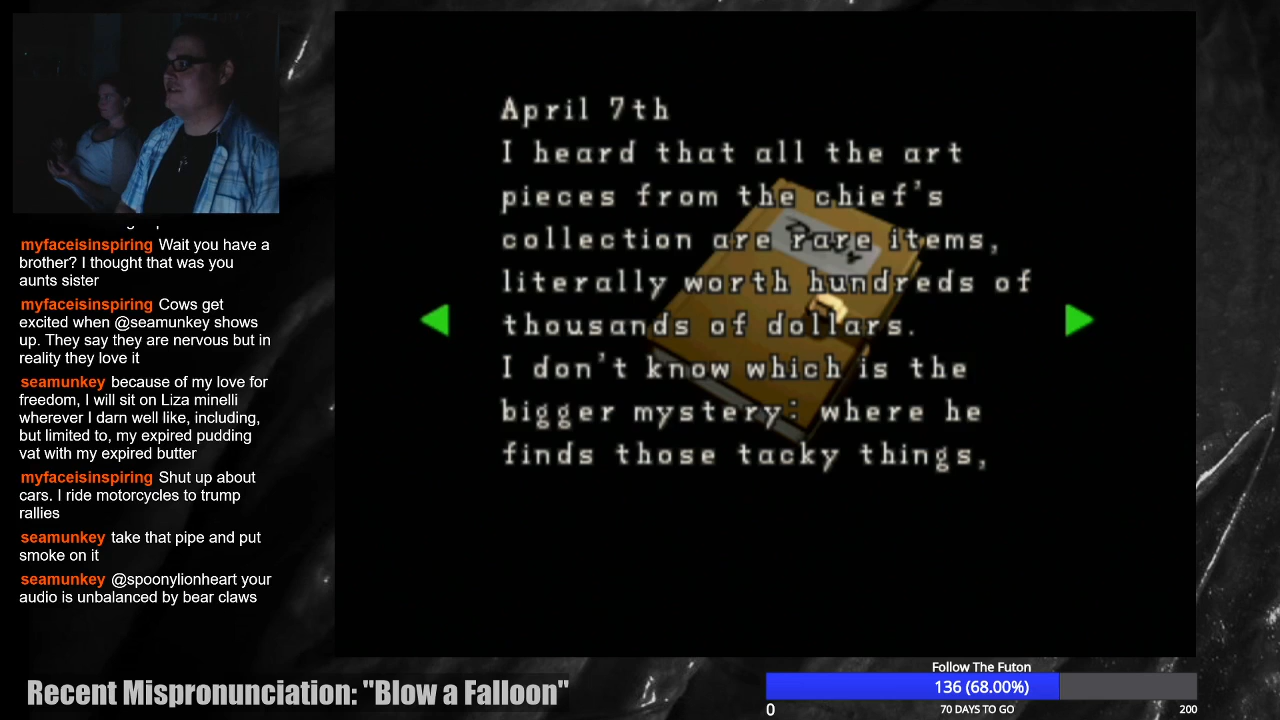 myfaceisinspiring Wait you have a
brother? I thought that was you
aunts sister
myfaceisinspiring Cows get
excited when @seamunkey shows
up. They say they are nervous but in
reality they love it
seamunkey because of my love for
freedom, I will sit on Liza minelli
wherever I darn well like, including,
but limited to, my expired pudding
vat with my expired butter
myfaceisinspiring Shut up about
cars. I ride motorcycles to trump
rallies
seamunkey take that pipe and put
smoke on it
seamunkey @spoonylionheart your
audio is unbalanced by bear claws
April 7th
I heard that all the art
pieces from the chief's
collection are rare items,
literally worth hundreds of
thousands of dollars.
I don't know which is the
bigger mystery: where he
finds those tacky things,
Recent Mispronunciation: "Blow a Falloon"
Follow The Futon
136 (68.00%)
0
70 DAYS TO GO
200